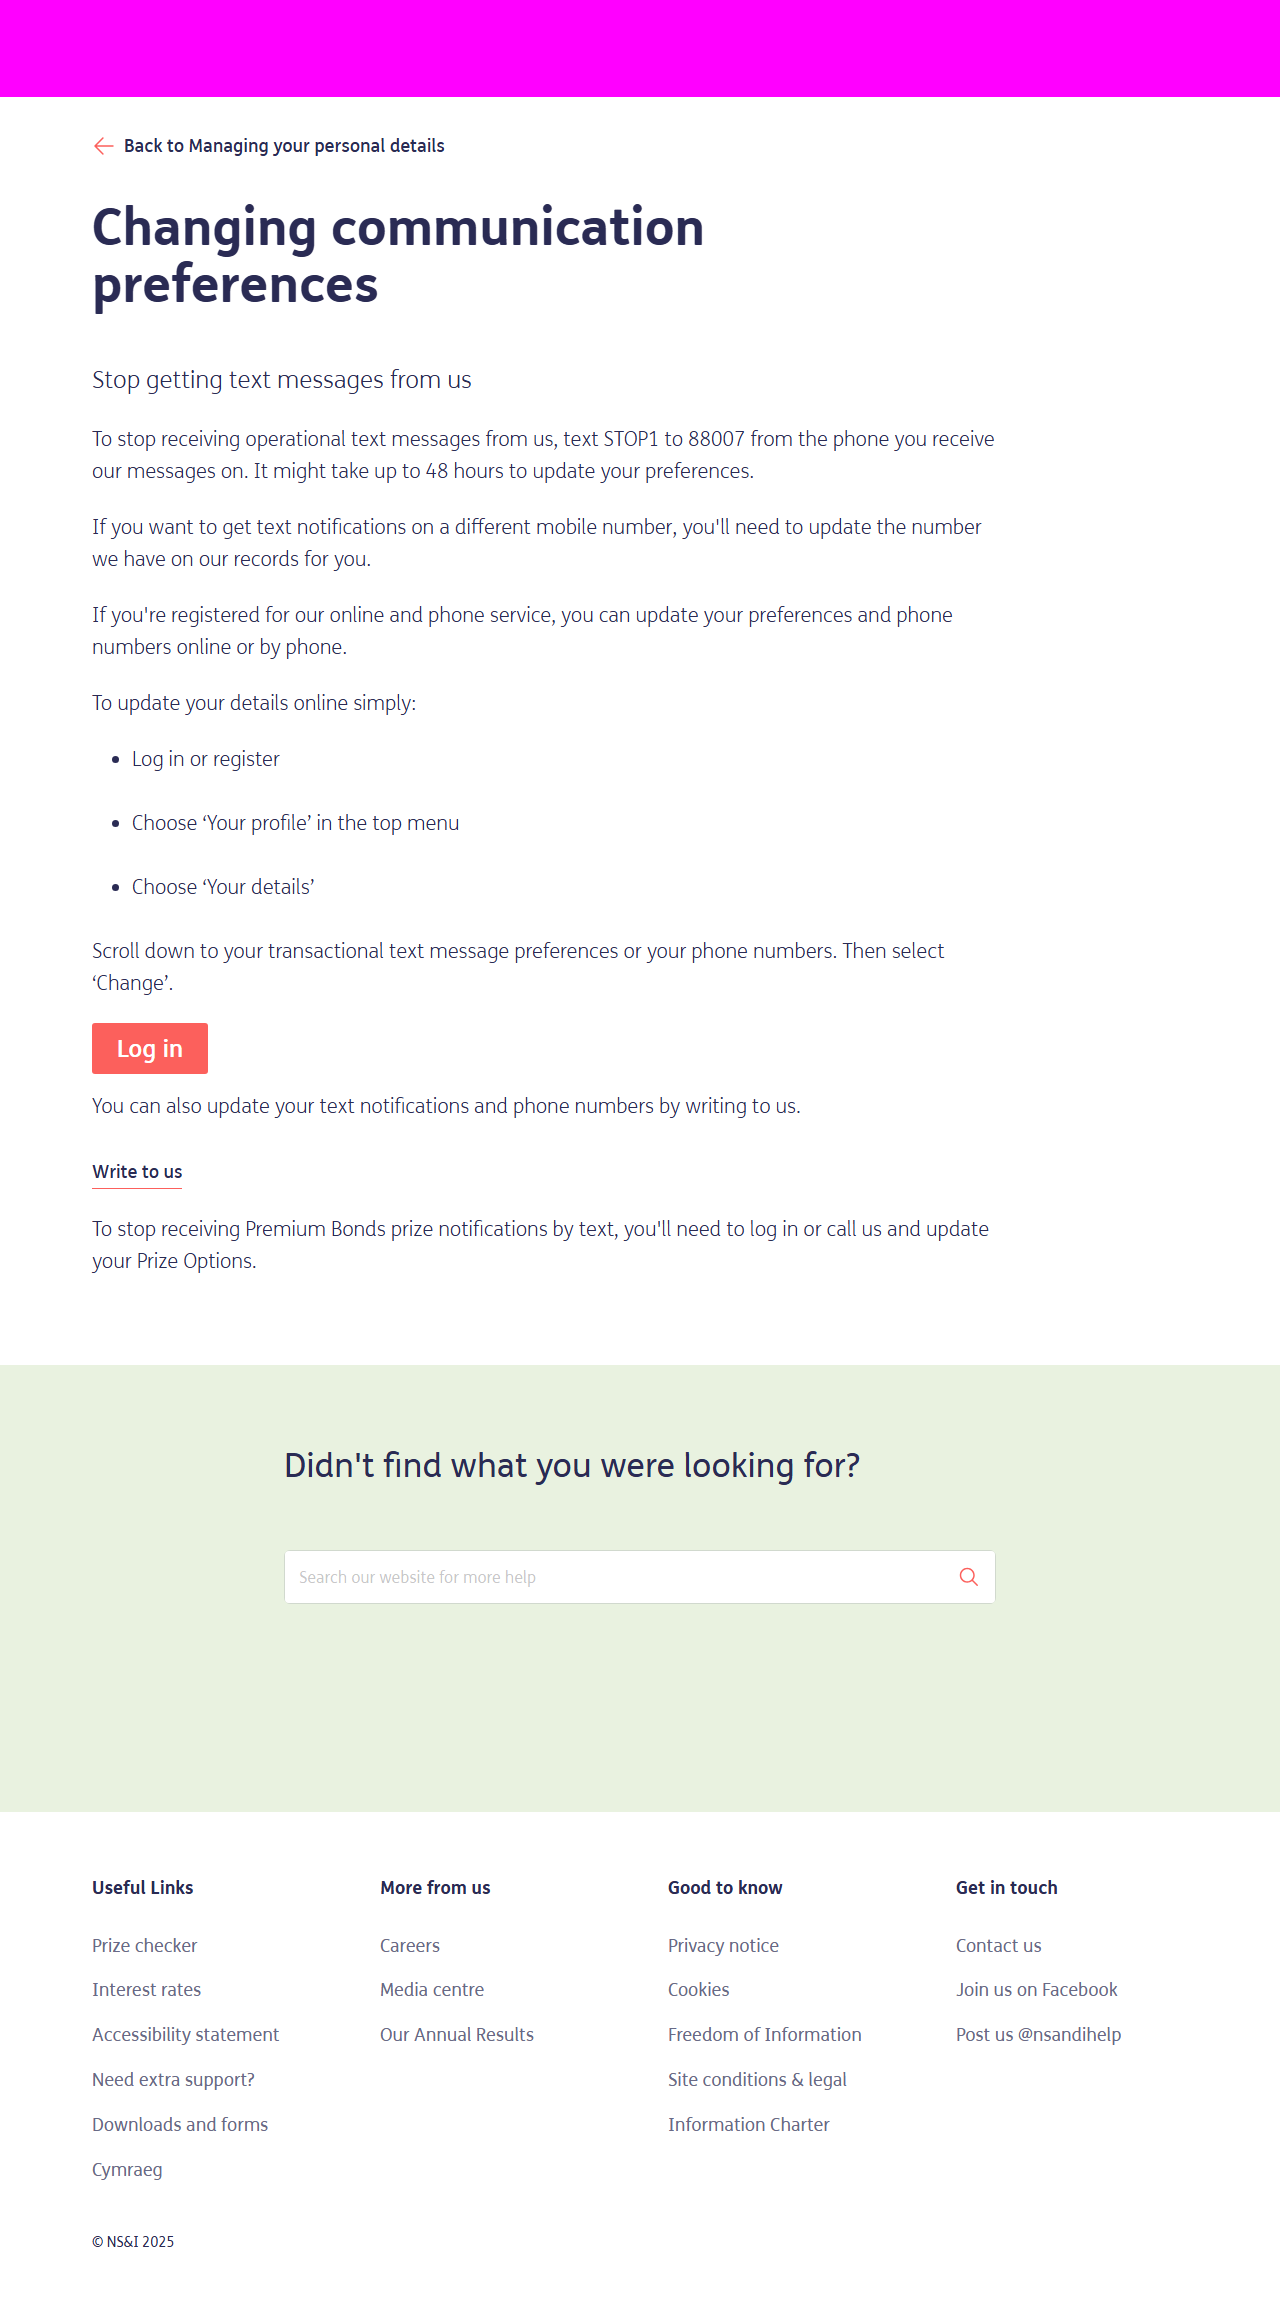 Back to Managing your personal details
Changing communication
preferences
Stop getting text messages from us
To stop receiving operational text messages from us, text STOP1 to 88007 from the phone you receive
our messages on. It might take up to 48 hours to update your preferences.
If you want to get text notifications on a different mobile number, you'll need to update the number
we have on our records for you.
If you're registered for our online and phone service, you can update your preferences and phone
numbers online or by phone.
To update your details online simply:
• Log in or register
• Choose ‘Your profile’ in the top menu
• Choose ‘Your details’
Scroll down to your transactional text message preferences or your phone numbers. Then select
‘Change’.
Log in
You can also update your text notifications and phone numbers by writing to us.
Write to us
To stop receiving Premium Bonds prize notifications by text, you'll need to log in or call us and update
your Prize Options.
Didn't find what you were looking for?
Search our website for more help
Useful Links
Prize checker
Interest rates
Accessibility statement
Need extra support?
Downloads and forms
Cymraeg
More from us
Careers
Media centre
Our Annual Results
Good to know
Privacy notice
Cookies
Freedom of Information
Site conditions & legal
Information Charter
Get in touch
Contact us
Join us on Facebook
Post us @nsandihelp
© NS&I 2025